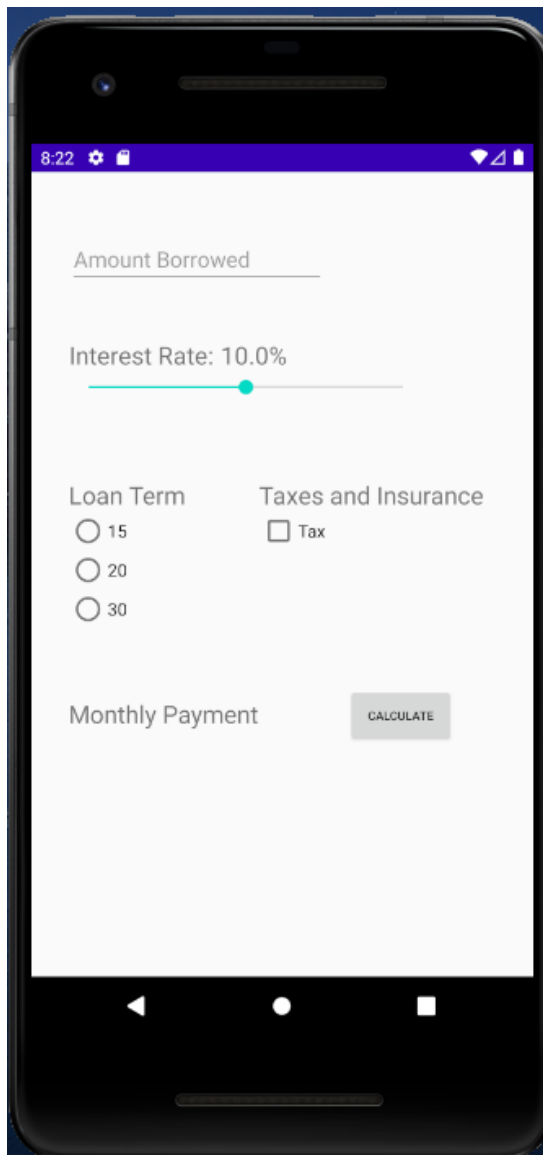 8:22
Amount Borrowed
Interest Rate: 10.0%
Loan Term
15
20
30
Taxes and Insurance
Tax
Monthly Payment
CALCULATE